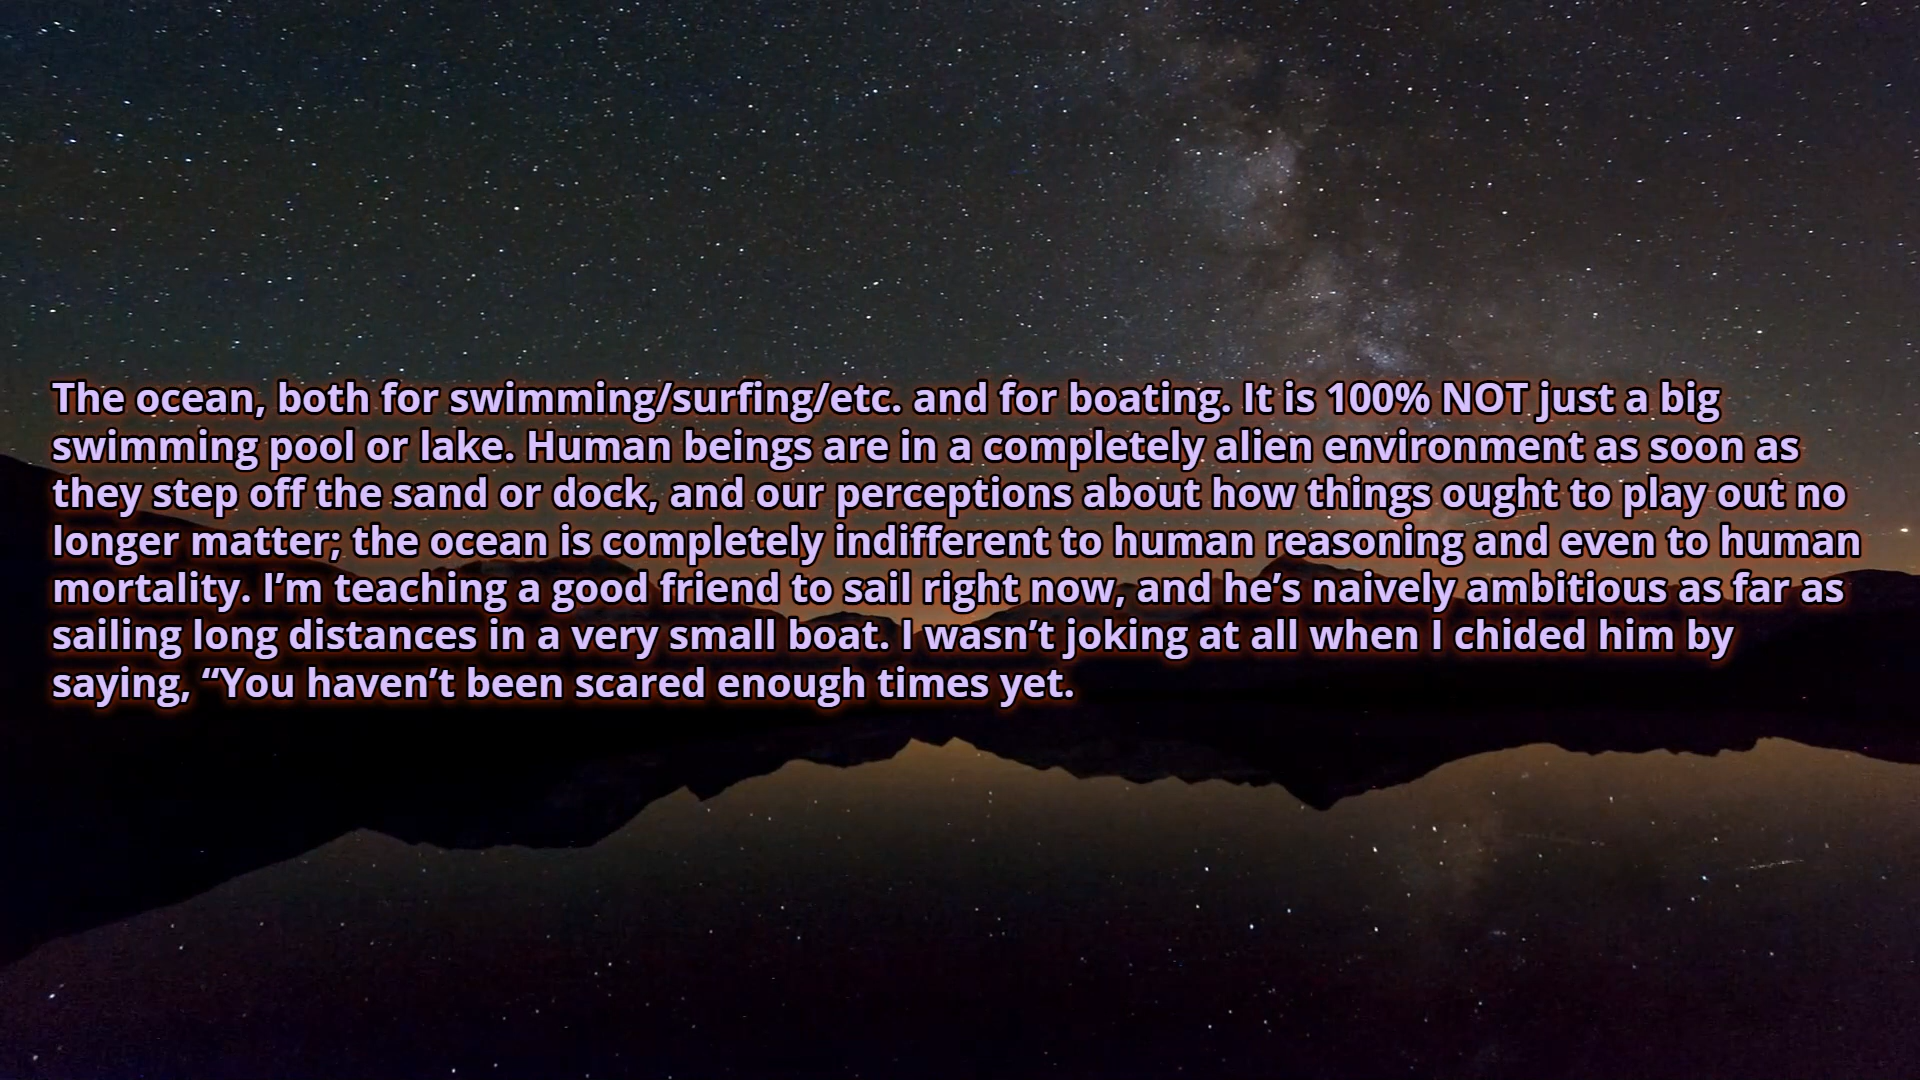 The ocean, both for swimming/surfing/etc. and for boating. It is 100% NOT just a big
swimming pool or lake. Human beings are in a completely alien environment as soon as
they step off the sand or dock, and our perceptions about how things ought to play out no
longer matter; the ocean is completely indifferent to human reasoning and even to human
mortality. I’m teaching a good friend to sail right now, and he’s naively ambitious as far as
sailing long distances in a very small boat. I wasn’t joking at all when I chided him by
saying, “You haven’t been scared enough times yet.